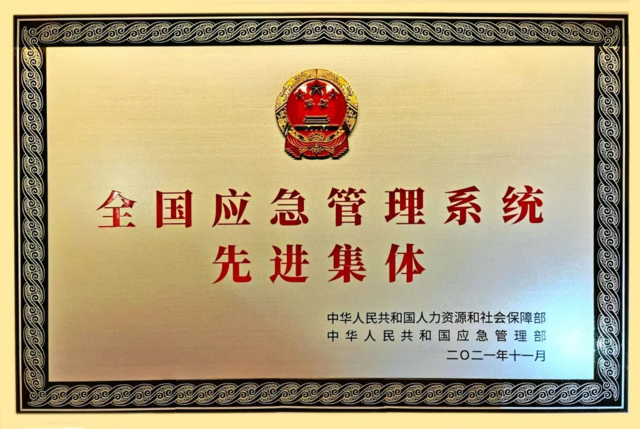 全国应急管理系统
先进集体
中华人民共和国人力资源和社会保障部
中华人民共和国应急管理部
二〇二一年十一月